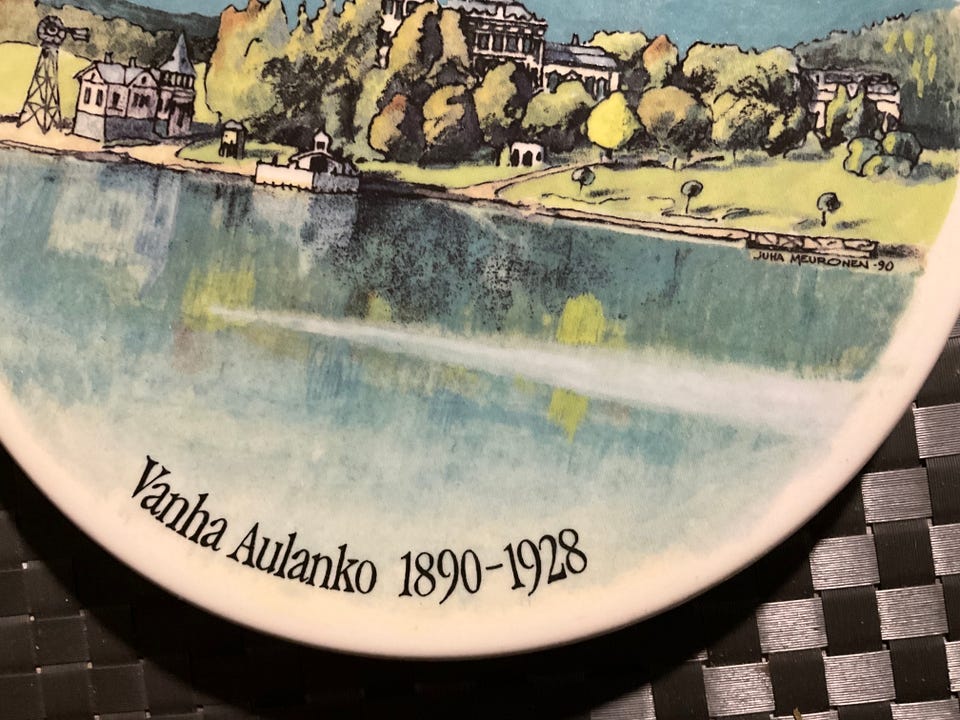 JUHA MEURONEN -90
Vanha Aulanko 1890-1928